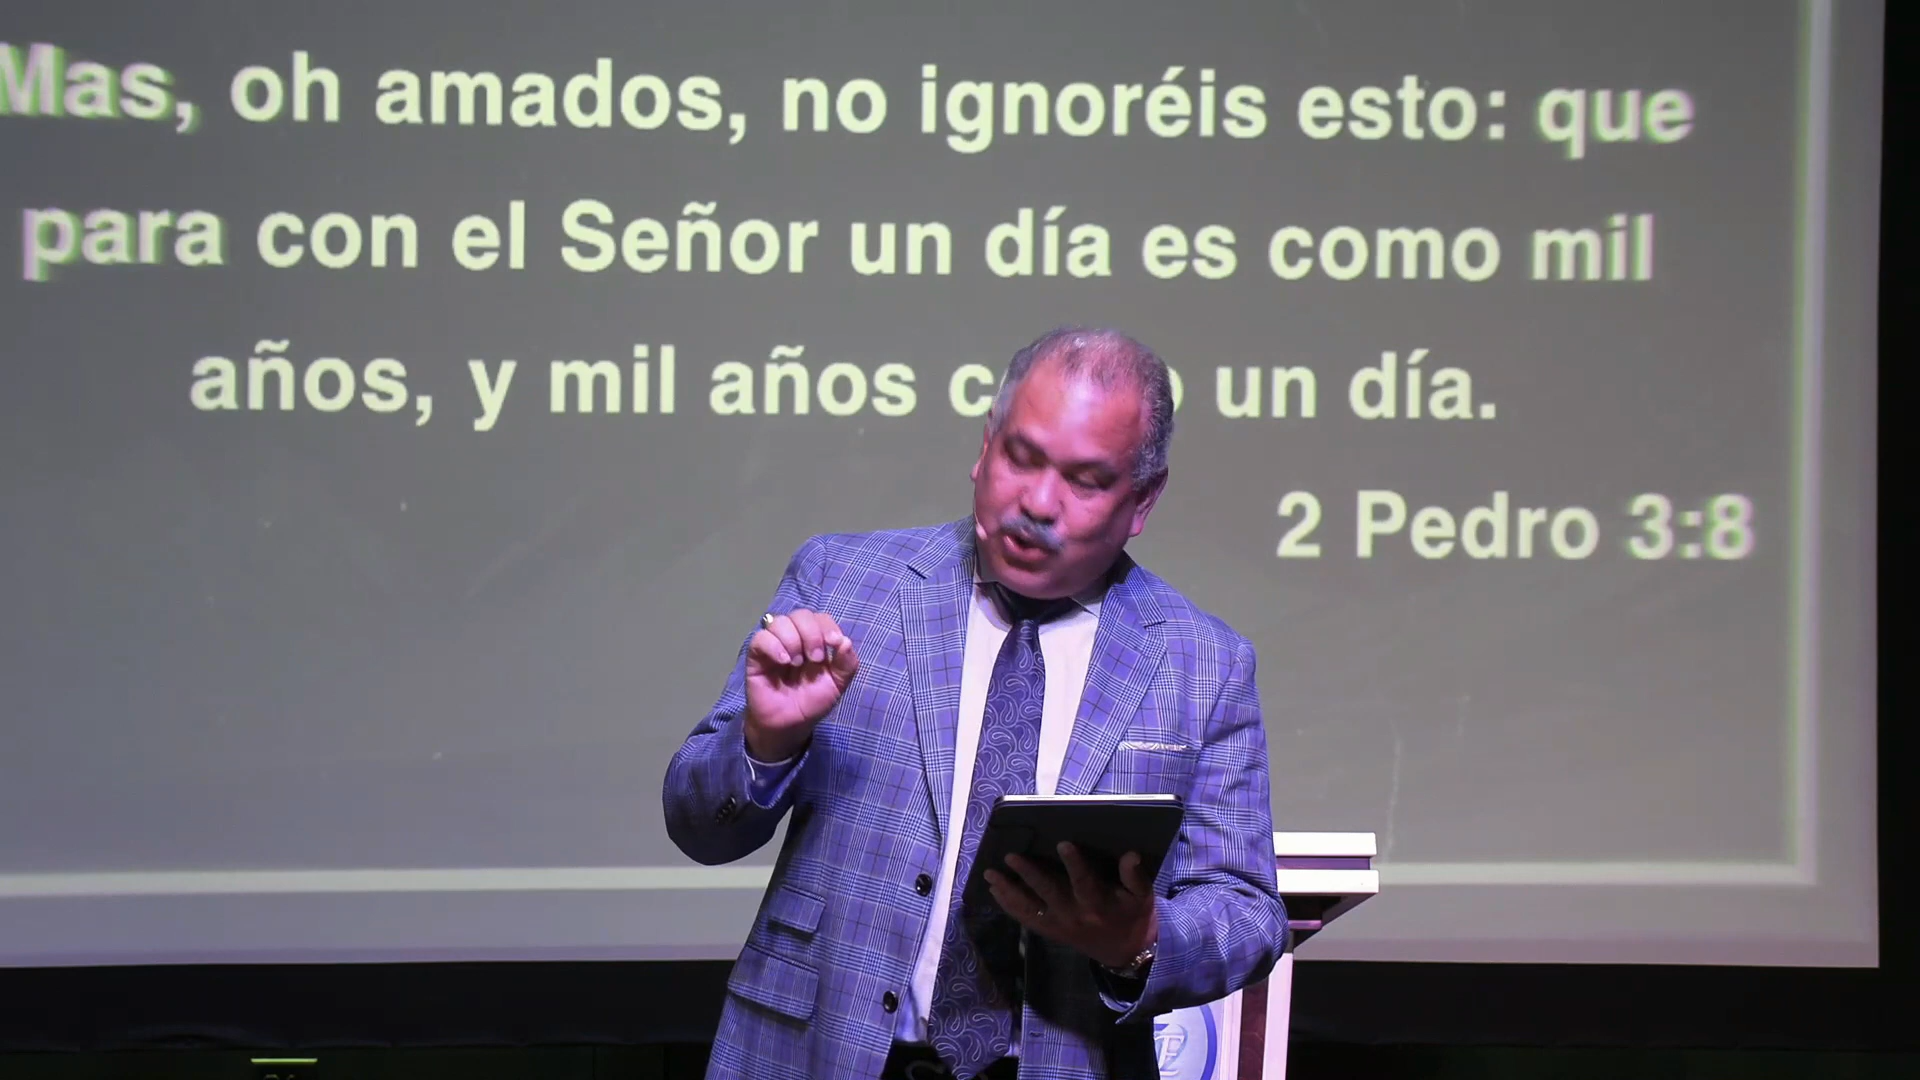 Mas, oh amados, no ignoréis esto: que
para con el Señor un día es como mil
años, y mil años un día.
2 Pedro 3:8